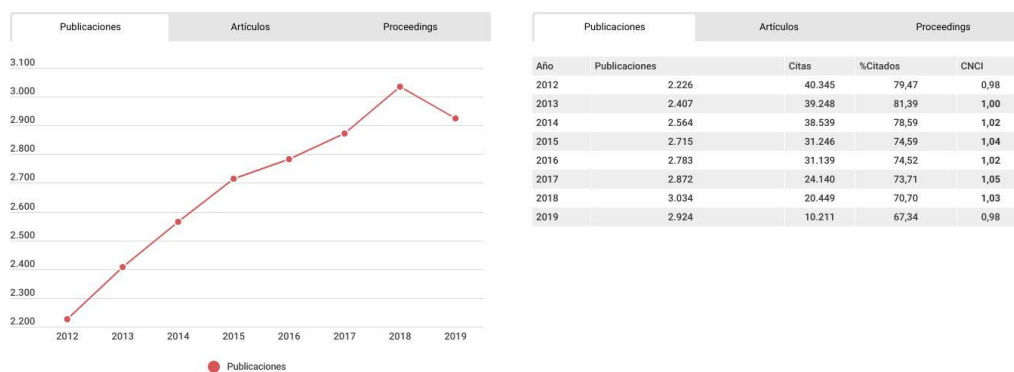 Publicaciones Artículos Proceedings
3.100
3.000
2.900
2.800
2.700
2.600
2.500
2.400
2.300
2.200
2012 2013 2014 2015 2016 2017 2018 2019
Publicaciones
Publicaciones Artículos Proceedings
Año Publicaciones Citas %Citados CNCI
2012 2.226 40.345 79,47 0,98
2013 2.407 39.248 81,39 1,00
2014 2.564 38.539 78,59 1,02
2015 2.715 31.246 74,59 1,04
2016 2.783 31.139 74,52 1,02
2017 2.872 24.140 73,71 1,05
2018 3.034 20.449 70,70 1,03
2019 2.924 10.211 67,34 0,98